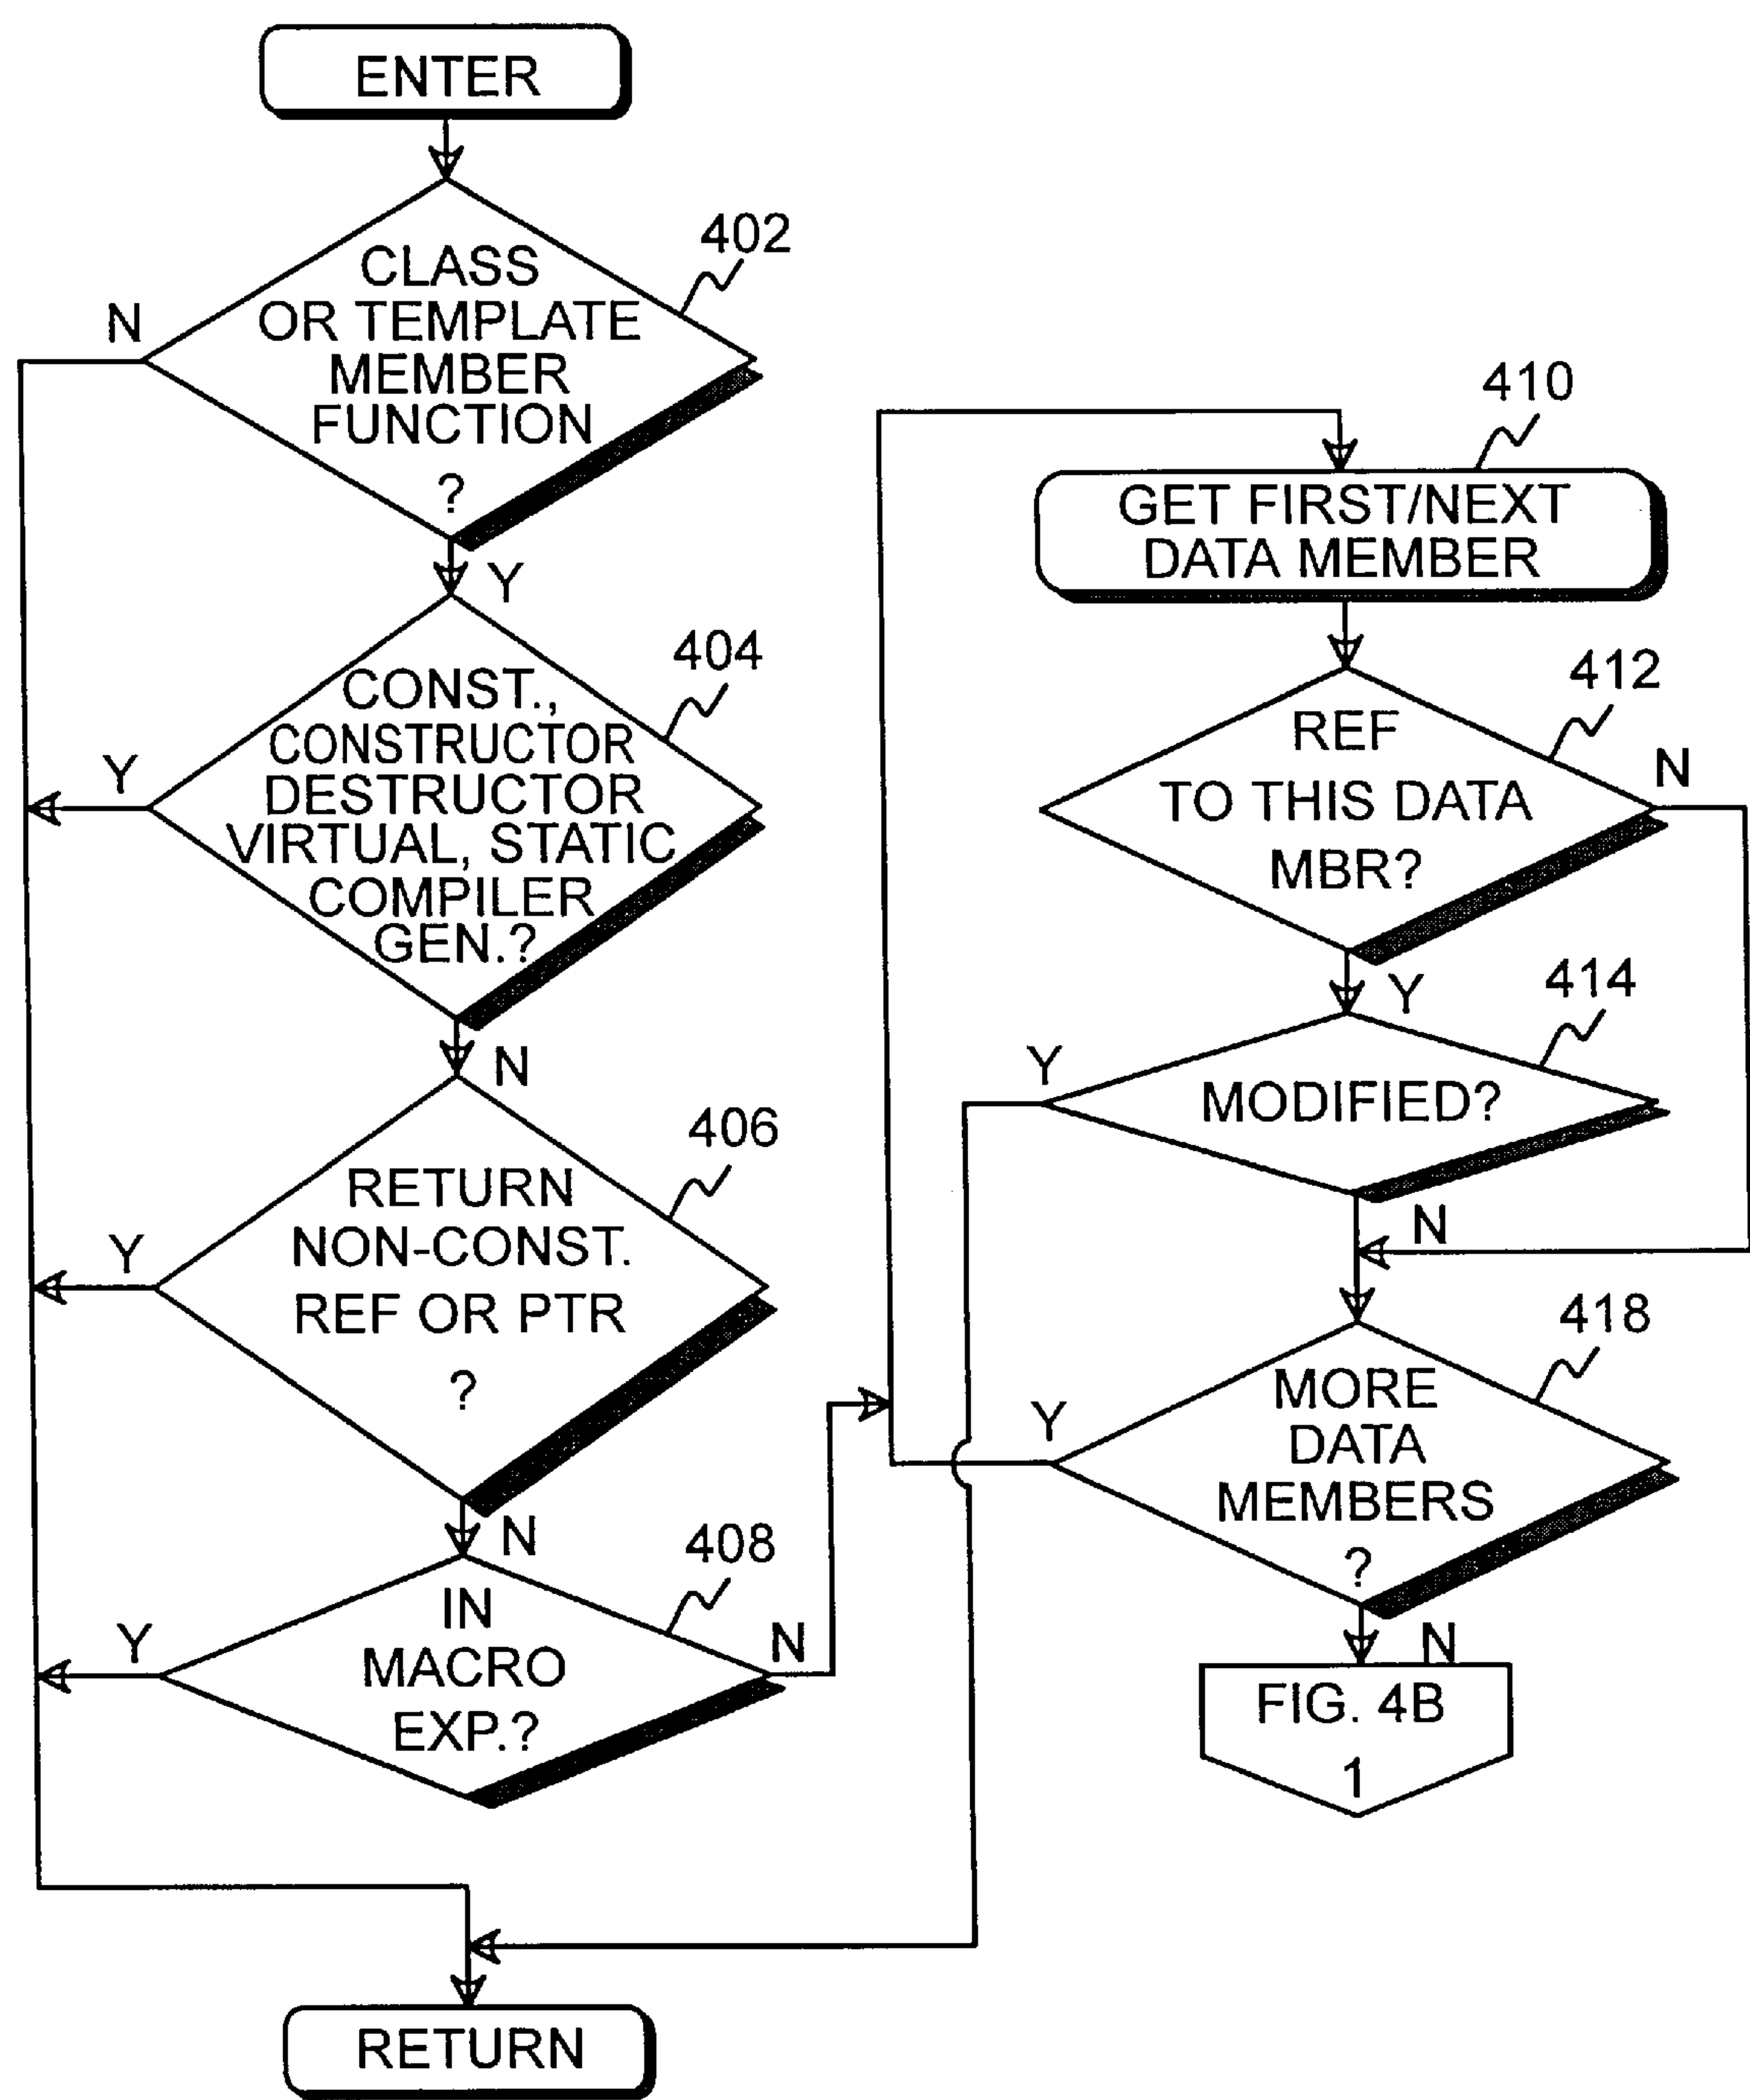 ENTER
402
CLASS
OR TEMPLATE
MEMBER
FUNCTION
?
N
Y
404
CONST.,
CONSTRUCTOR
DESTRUCTOR
VIRTUAL, STATIC
COMPILER
GEN.?
Y
N
406
RETURN
NON-CONST.
REF OR PTR
?
Y
N
408
IN
MACRO
EXP.?
Y
N
RETURN
410
GET FIRST/NEXT
DATA MEMBER
412
REF
TO THIS DATA
MBR?
N
Y
414
MODIFIED?
Y
N
418
MORE
DATA
MEMBERS
?
Y
N
FIG. 4B
1